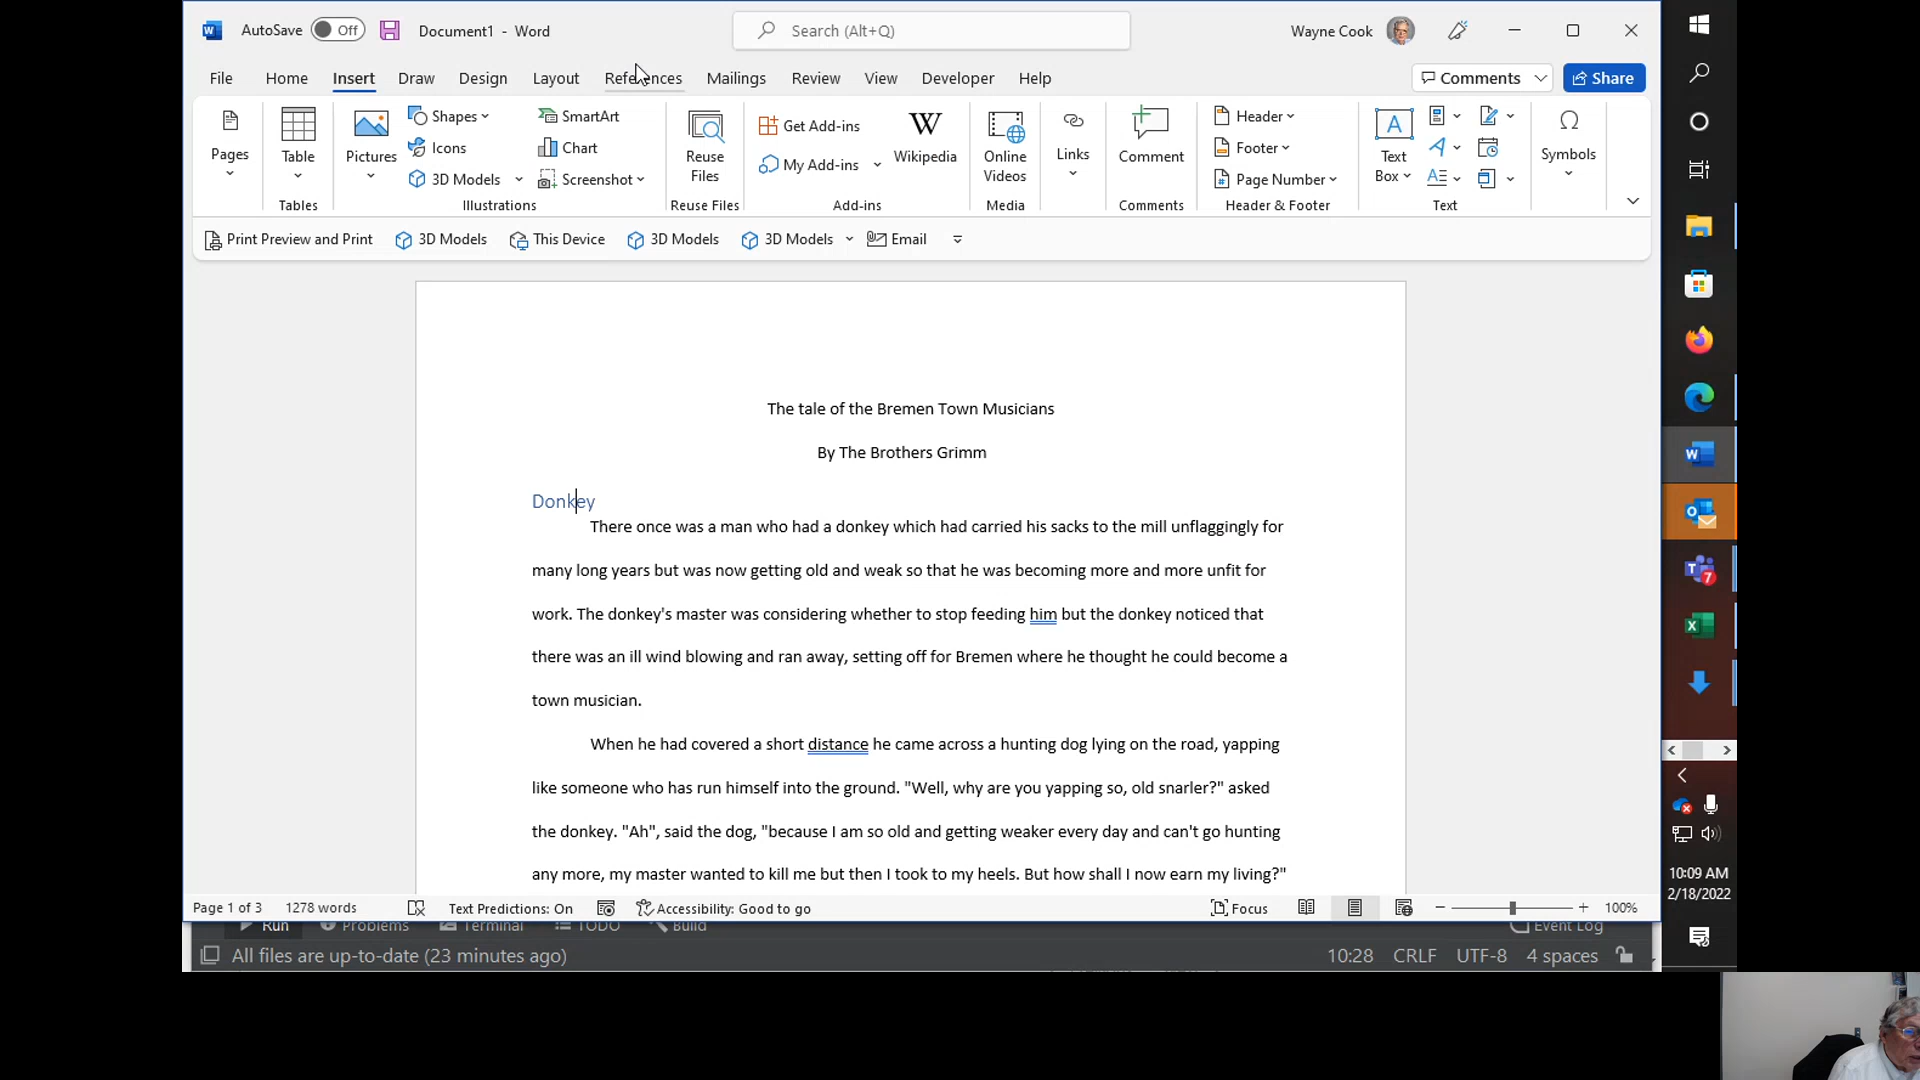 AutoSave Off Document1 - Word Search (Alt+Q) Wayne Cook
File Home Insert Draw Design Layout References Mailings Review View Developer Help Comments Share
Pages
Table
Tables
Pictures
Shapes
Icons
3D Models
SmartArt
Chart
Screenshot
Illustrations
Reuse
Files
Reuse Files
Get Add-ins
My Add-ins
Wikipedia
Add-ins
Online
Videos
Media
Links
Comment
Comments
Header
Footer
Page Number
Header & Footer
A
Text
Box
Text
Ω
Symbols
Print Preview and Print 3D Models This Device 3D Models 3D Models Email
The tale of the Bremen Town Musicians
By The Brothers Grimm
Donkey
There once was a man who had a donkey which had carried his sacks to the mill unflaggingly for
many long years but was now getting old and weak so that he was becoming more and more unfit for
work. The donkey's master was considering whether to stop feeding him but the donkey noticed that
there was an ill wind blowing and ran away, setting off for Bremen where he thought he could become a
town musician.
When he had covered a short distance he came across a hunting dog lying on the road, yapping
like someone who has run himself into the ground. "Well, why are you yapping so, old snarler?" asked
the donkey. "Ah", said the dog, "because I am so old and getting weaker every day and can't go hunting
any more, my master wanted to kill me but then I took to my heels. But how shall I now earn my living?"
Page 1 of 3 1278 words Text Predictions: On Accessibility: Good to go Focus 100%
Run Problems Terminal TODO Build Event Log
All files are up-to-date (23 minutes ago) 10:28 CRLF UTF-8 4 spaces
7
10:09 AM
2/18/2022